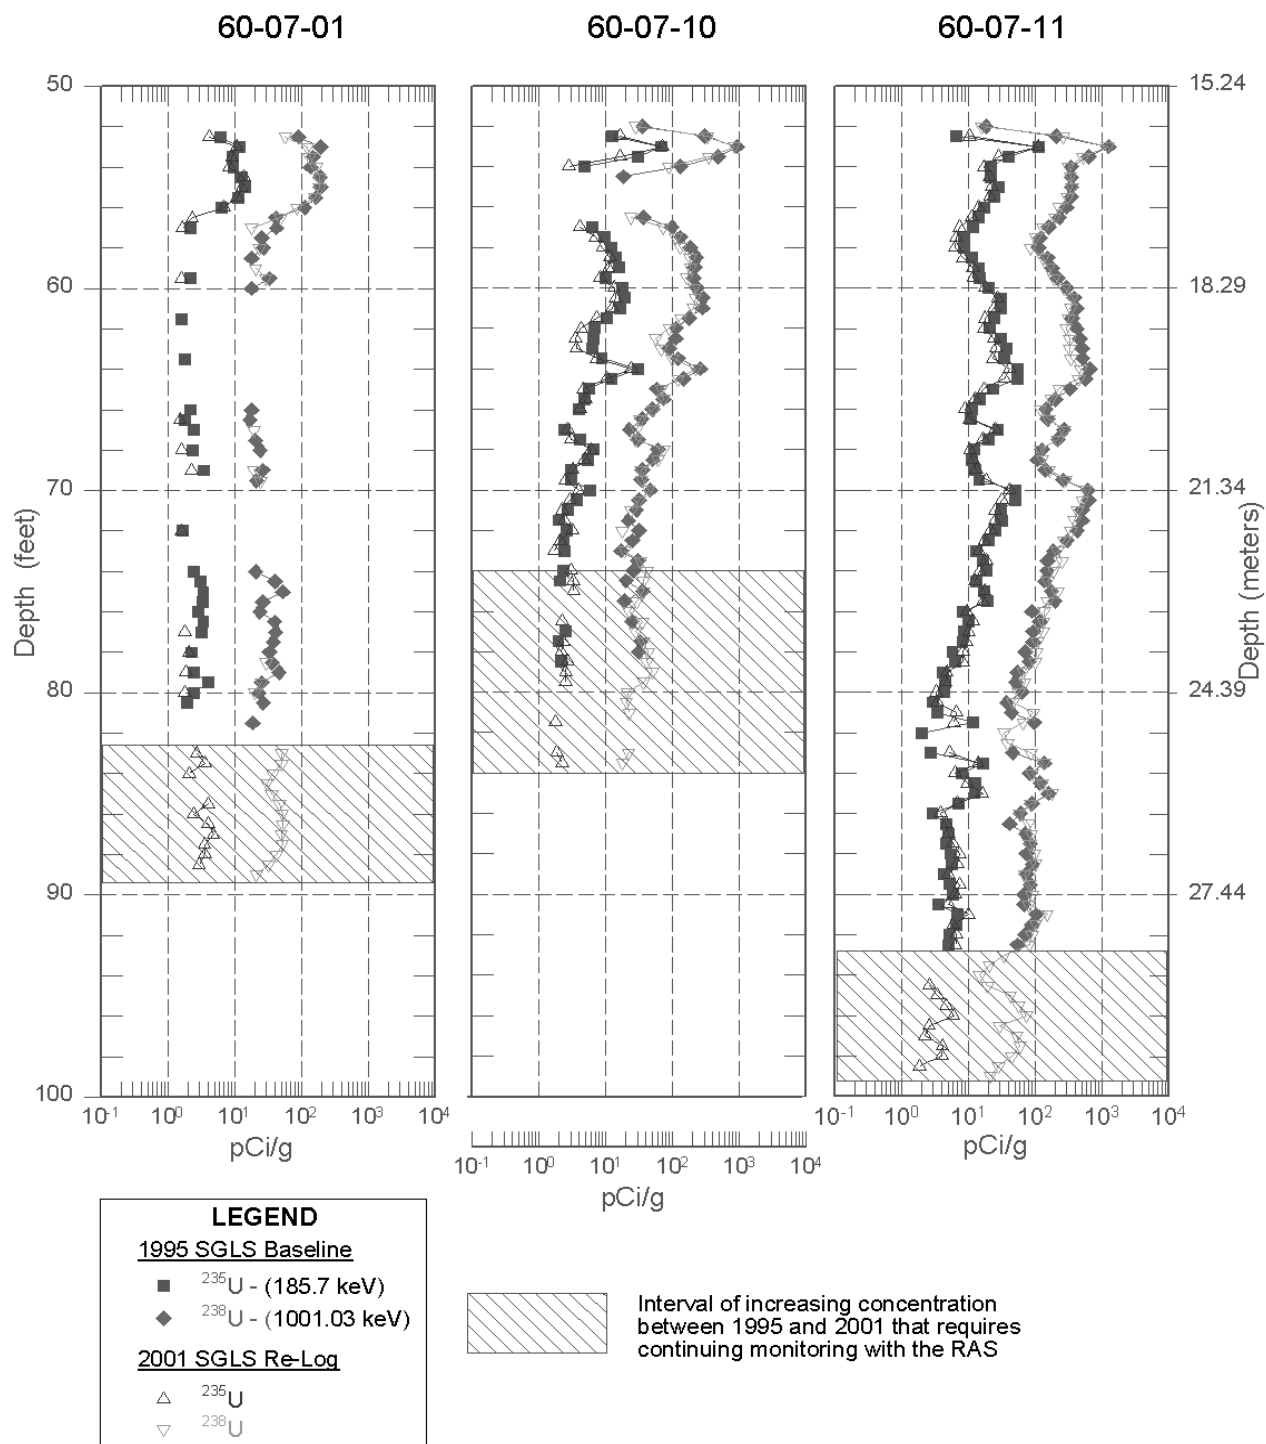 60-07-01 60-07-10 60-07-11
50 15.24
60 18.29
70 21.34
80 24.39
90 27.44
100
Depth (feet)
Depth (meters)
10⁻¹ 10⁰ 10¹ 10² 10³ 10⁴
pCi/g
10⁻¹ 10⁰ 10¹ 10² 10³ 10⁴
pCi/g
10⁻¹ 10⁰ 10¹ 10² 10³ 10⁴
pCi/g
LEGEND
1995 SGLS Baseline
²³⁵U - (185.7 keV)
²³⁸U - (1001.03 keV)
2001 SGLS Re-Log
²³⁵U
²³⁸U
Interval of increasing concentration
between 1995 and 2001 that requires
continuing monitoring with the RAS